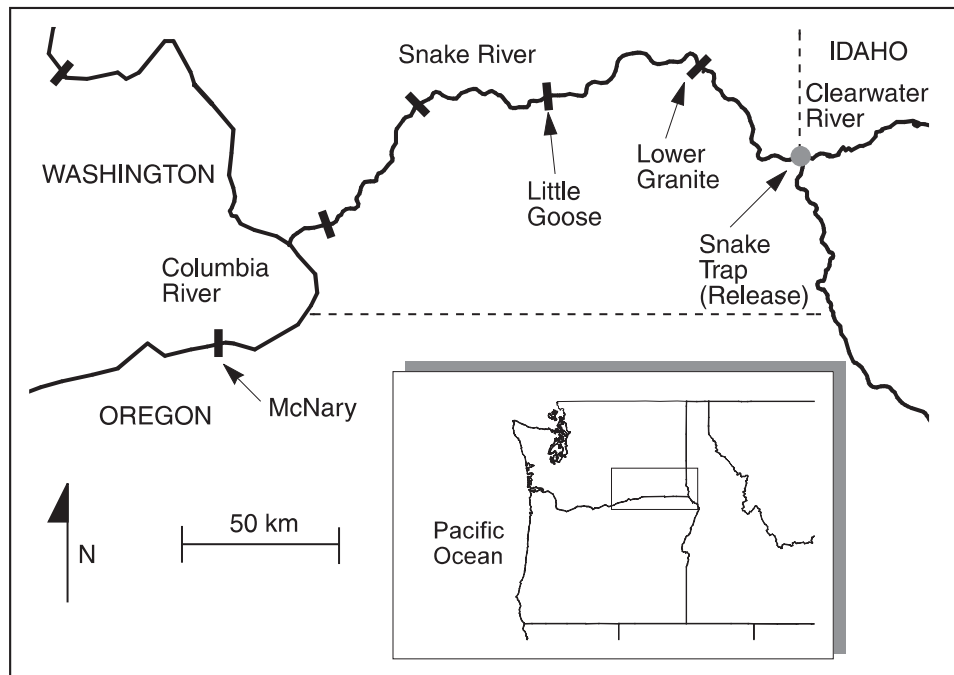 Snake River
IDAHO
Clearwater
River
WASHINGTON
Lower
Granite
Little
Goose
Snake
Trap
(Release)
Columbia
River
McNary
OREGON
50 km
N
Pacific
Ocean